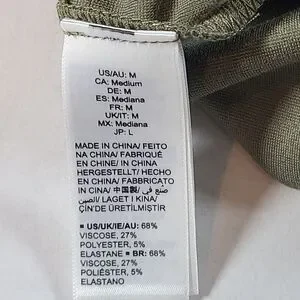 US/AU: M
CA: Medium
DE: M
ES: Mediana
FR: M
UK/IT: M
MX: Mediana
JP: L
MADE IN CHINA/ FEITO
NA CHINA/ FABRIQUÉ
EN CHINE/ IN CHINA
HERGESTELLT/ HECHO
EN CHINA/ FABBRICATO
IN CINA/ 中国製/ صنع في
الصين/ LAGET I KINA/
ÇİN'DE ÜRETİLMİŞTİR
■ US/UK/IE/AU: 68%
VISCOSE, 27%
POLYESTER, 5%
ELASTANE ■ BR: 68%
VISCOSE, 27%
POLIÉSTER, 5%
ELASTANO